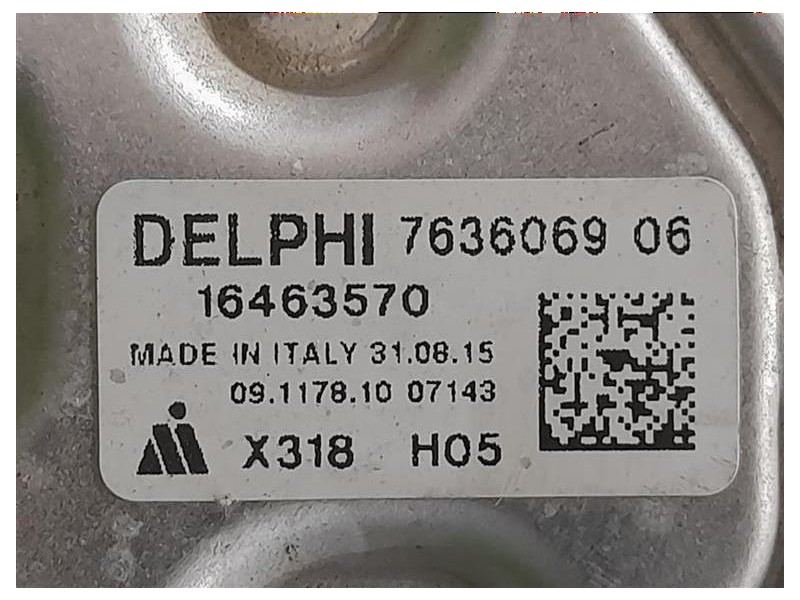 DELPHI 7636069 06
16463570
MADE IN ITALY 31.08.15
09.1178.10 07143
X318 H05